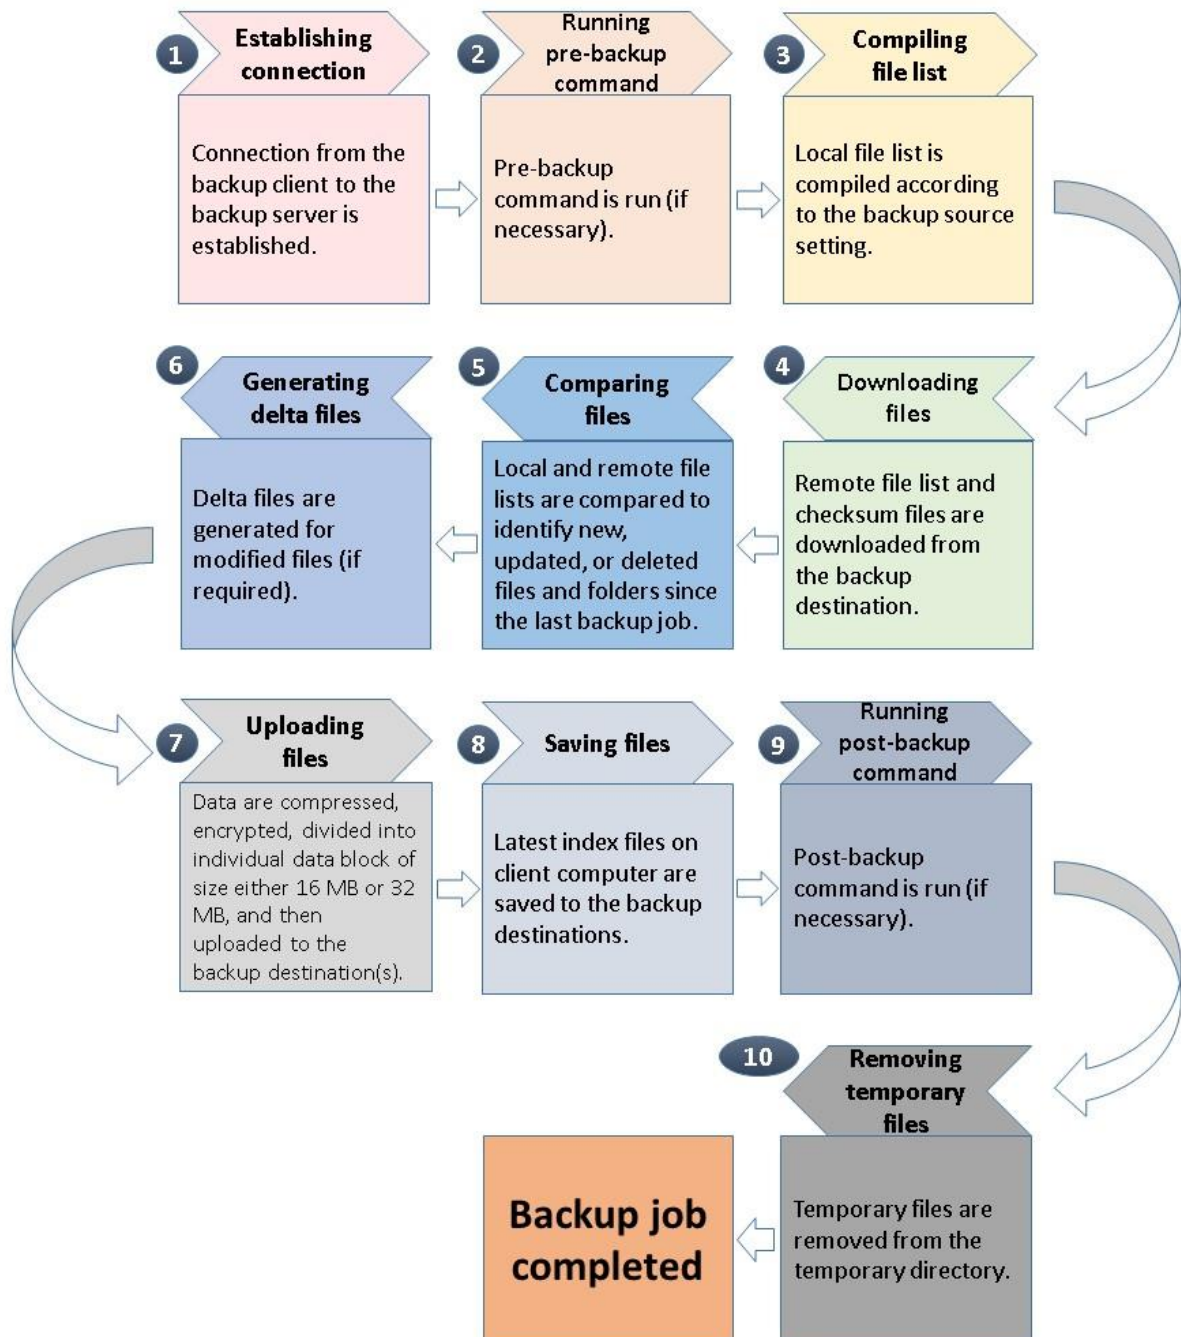 1
Establishing
connection
Connection from the
backup client to the
backup server is
established.
2
Running
pre-backup
command
Pre-backup
command is run (if
necessary).
3
Compiling
file list
Local file list is
compiled according
to the backup source
setting.
4
Downloading
files
Remote file list and
checksum files are
downloaded from
the backup
destination.
5
Comparing
files
Local and remote file
lists are compared to
identify new,
updated, or deleted
files and folders since
the last backup job.
6
Generating
delta files
Delta files are
generated for
modified files (if
required).
7
Uploading
files
Data are compressed,
encrypted, divided into
individual data block of
size either 16 MB or 32
MB, and then
uploaded to the
backup destination(s).
8
Saving files
Latest index files on
client computer are
saved to the backup
destinations.
9
Running
post-backup
command
Post-backup
command is run (if
necessary).
10
Removing
temporary
files
Temporary files are
removed from the
temporary directory.
Backup job
completed